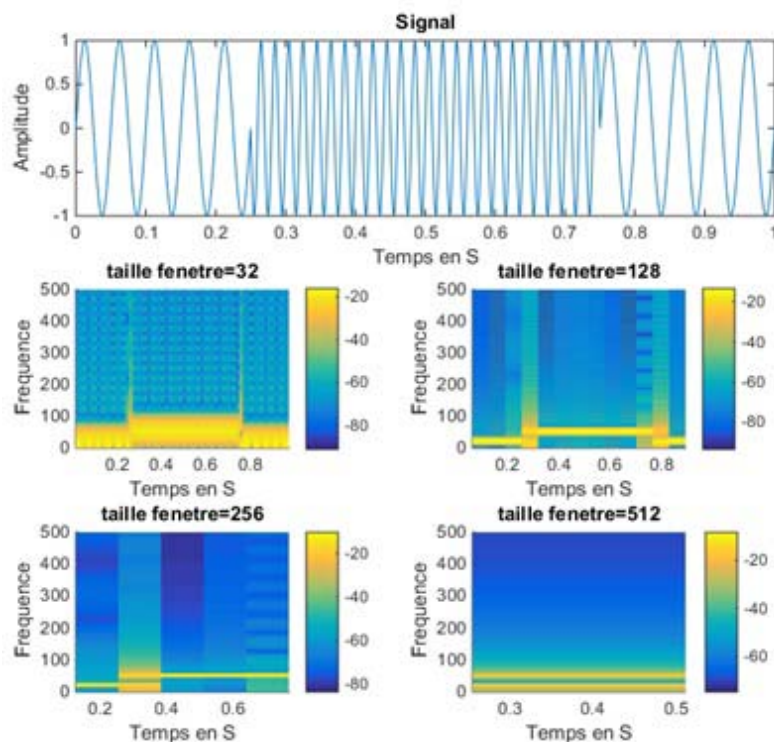 Signal
Amplitude
1
0.5
0
-0.5
-1
0 0.1 0.2 0.3 0.4 0.5 0.6 0.7 0.8 0.9 1
Temps en S
taille fenetre=32
Frequence
500
400
300
200
100
0
0.2 0.4 0.6 0.8
Temps en S
-20
-40
-60
-80
taille fenetre=128
Frequence
500
400
300
200
100
0
0.2 0.4 0.6 0.8
Temps en S
-20
-40
-60
-80
taille fenetre=256
Frequence
500
400
300
200
100
0
0.2 0.4 0.6
Temps en S
-20
-40
-60
-80
taille fenetre=512
Frequence
500
400
300
200
100
0
0.3 0.4 0.5
Temps en S
-20
-40
-60